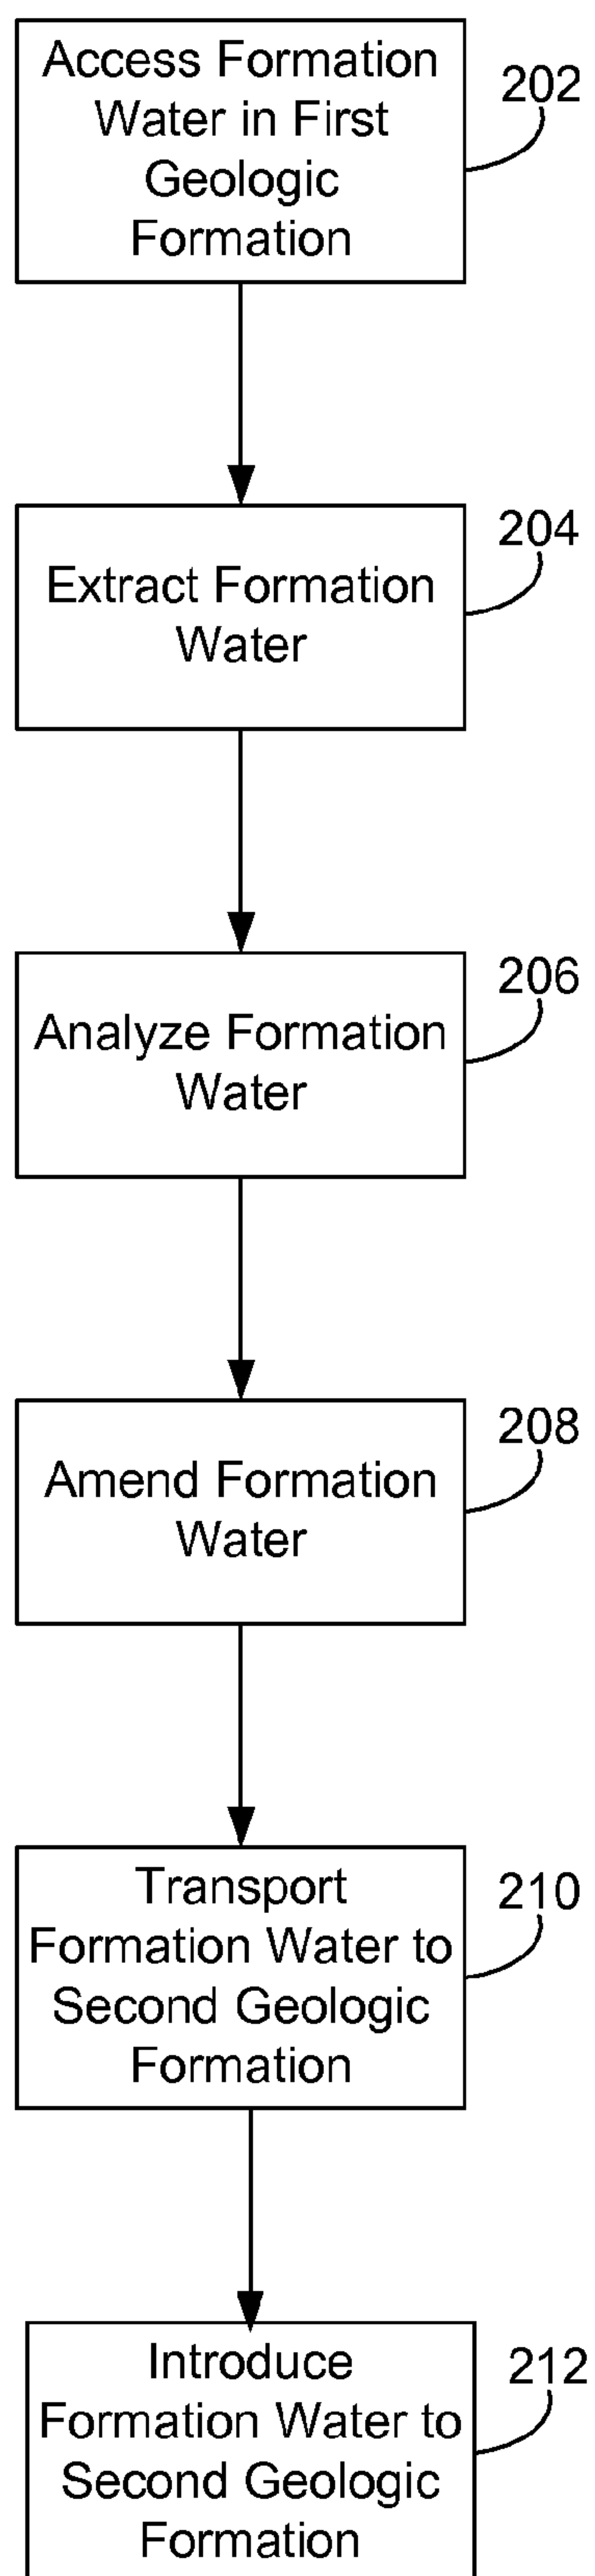 Access Formation
Water in First
Geologic
Formation
202
Extract Formation
Water
204
Analyze Formation
Water
206
Amend Formation
Water
208
Transport
Formation Water to
Second Geologic
Formation
210
Introduce
Formation Water to
Second Geologic
Formation
212